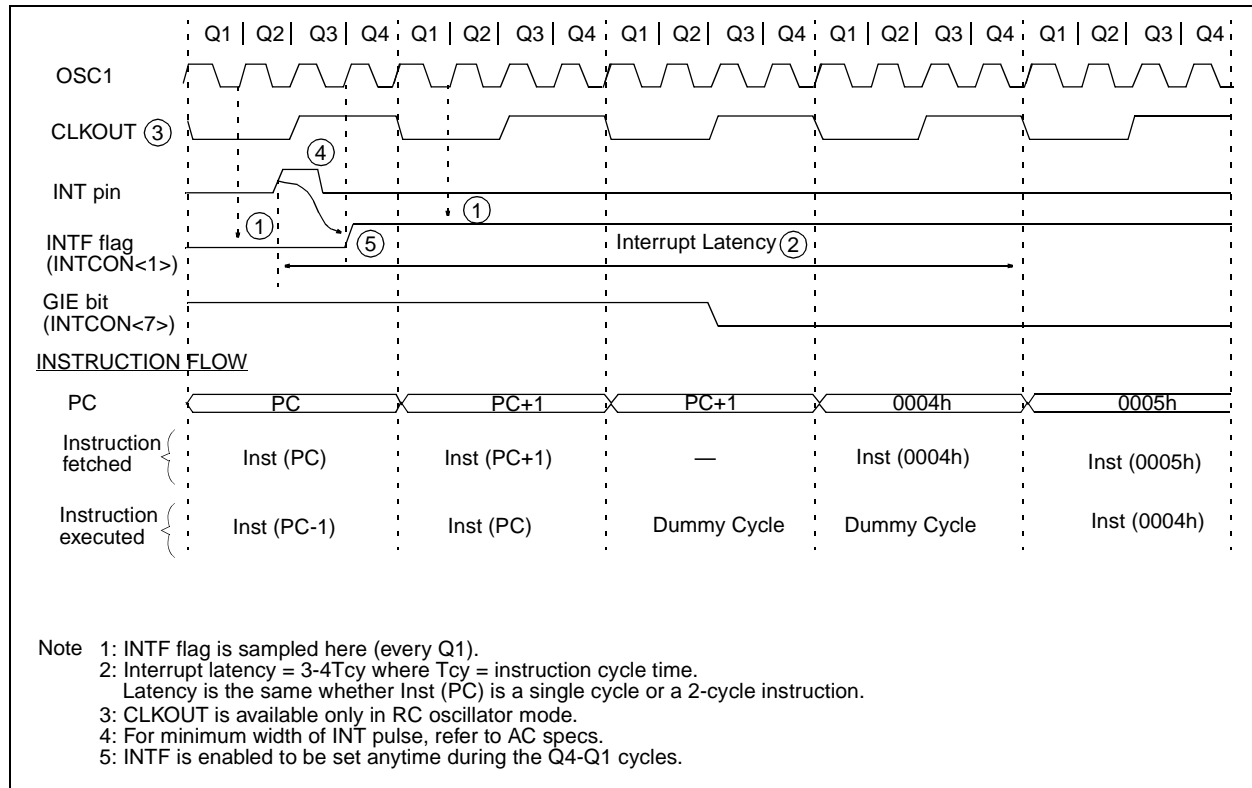 Q1 | Q2 | Q3 | Q4 Q1 | Q2 | Q3 | Q4 Q1 | Q2 | Q3 | Q4 Q1 | Q2 | Q3 | Q4 Q1 | Q2 | Q3 | Q4
OSC1
CLKOUT 3
4
INT pin
1
1
INTF flag
(INTCON<1>)
5
Interrupt Latency 2
GIE bit
(INTCON<7>)
INSTRUCTION FLOW
PC PC PC+1 PC+1 0004h 0005h
Instruction
fetched
Inst (PC) Inst (PC+1) — Inst (0004h) Inst (0005h)
Instruction
executed
Inst (PC-1) Inst (PC) Dummy Cycle Dummy Cycle Inst (0004h)
Note 1: INTF flag is sampled here (every Q1).
2: Interrupt latency = 3-4Tcy where Tcy = instruction cycle time.
Latency is the same whether Inst (PC) is a single cycle or a 2-cycle instruction.
3: CLKOUT is available only in RC oscillator mode.
4: For minimum width of INT pulse, refer to AC specs.
5: INTF is enabled to be set anytime during the Q4-Q1 cycles.